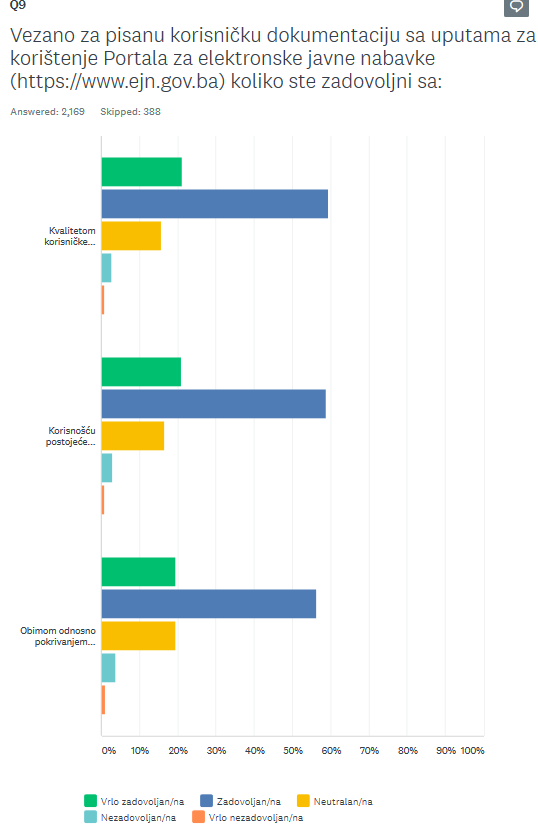 Q9
Vezano za pisanu korisničku dokumentaciju sa uputama za
korištenje Portala za elektronske javne nabavke
(https://www.ejn.gov.ba) koliko ste zadovoljni sa:
Answered: 2,169 Skipped: 388
Kvalitetom
korisničke...
Korisnošću
postojeće...
Obimom odnosno
pokrivanjem...
0% 10% 20% 30% 40% 50% 60% 70% 80% 90% 100%
Vrlo zadovoljan/na Zadovoljan/na Neutralan/na
Nezadovoljan/na Vrlo nezadovoljan/na